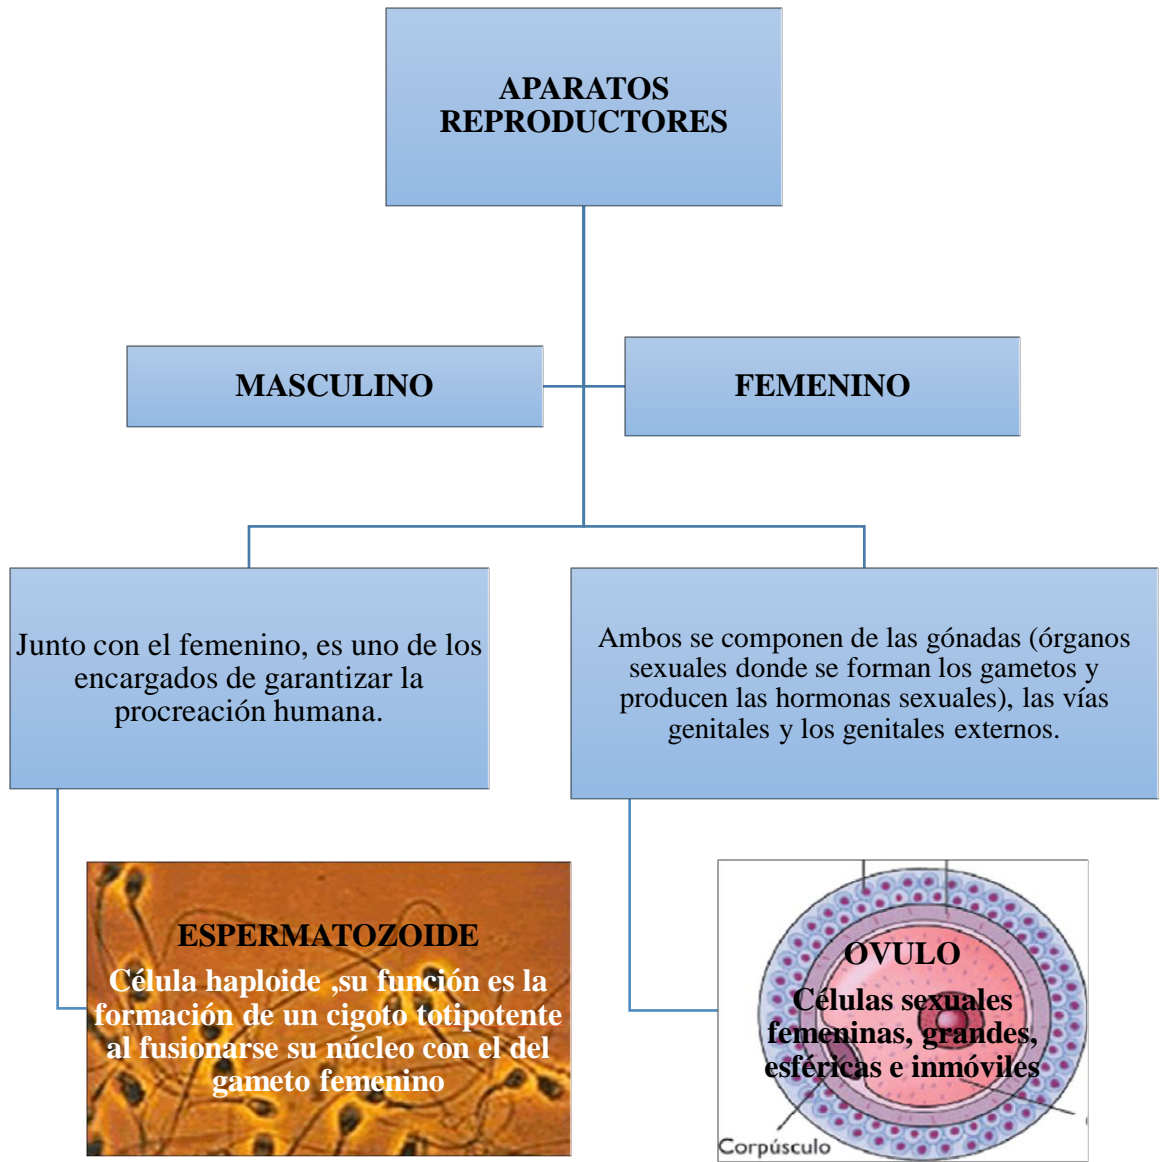 APARATOS
REPRODUCTORES
MASCULINO
FEMENINO
Junto con el femenino, es uno de los
encargados de garantizar la
procreación humana.
Ambos se componen de las gónadas (órganos
sexuales donde se forman los gametos y
producen las hormonas sexuales), las vías
genitales y los genitales externos.
ESPERMATOZOIDE
Célula haploide ,su función es la
formación de un cigoto totipotente
al fusionarse su núcleo con el del
gameto femenino
OVULO
Células sexuales
femeninas, grandes,
esféricas e inmóviles
Corpúsculo